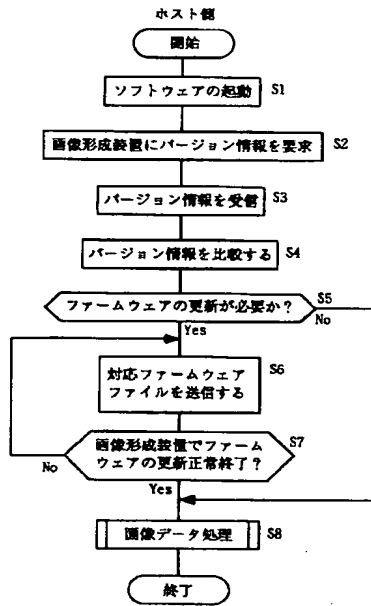 ホスト側
開始
ソフトウェアの起動 S1
画像形成装置にバージョン情報を要求 S2
バージョン情報を受信 S3
バージョン情報を比較する S4
ファームウェアの更新が必要か? S5
Yes
No
対応ファームウェア S6
ファイルを送信する
画像形成装置でファーム S7
ウェアの更新正常終了?
No
Yes
画像データ処理 S8
終了